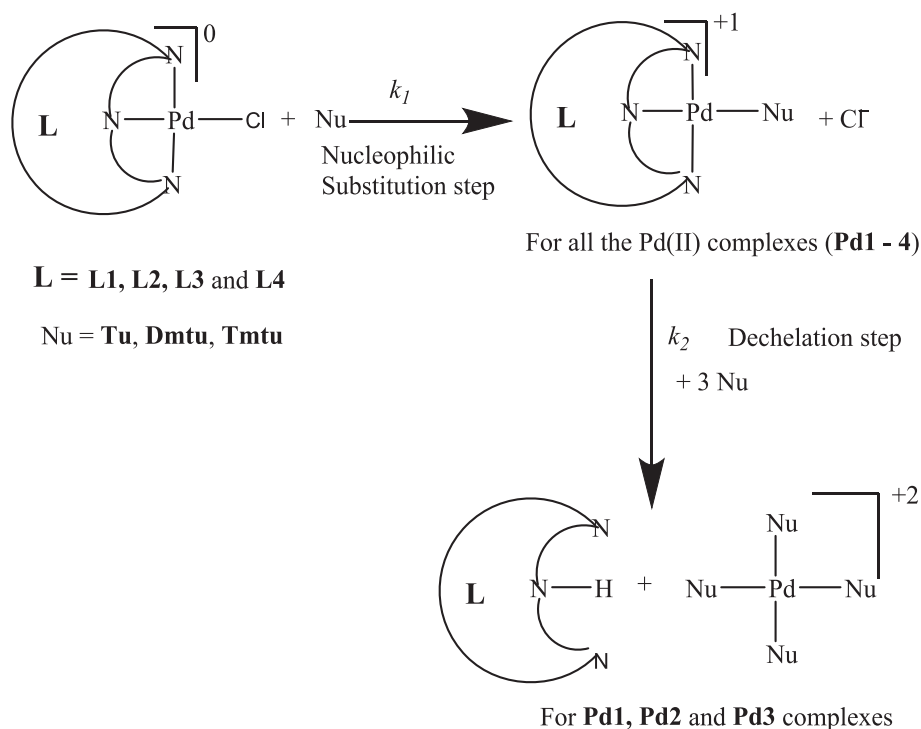 0
N
L N Pd Cl + Nu
N
k1
Nucleophilic
Substitution step
+1
N
L N Pd Nu + Cl-
N
For all the Pd(II) complexes (Pd1 - 4)
L = L1, L2, L3 and L4
Nu = Tu, Dmtu, Tmtu
k2 Dechelation step
+ 3 Nu
+2
N Nu
L N H + Nu Pd Nu
N Nu
For Pd1, Pd2 and Pd3 complexes